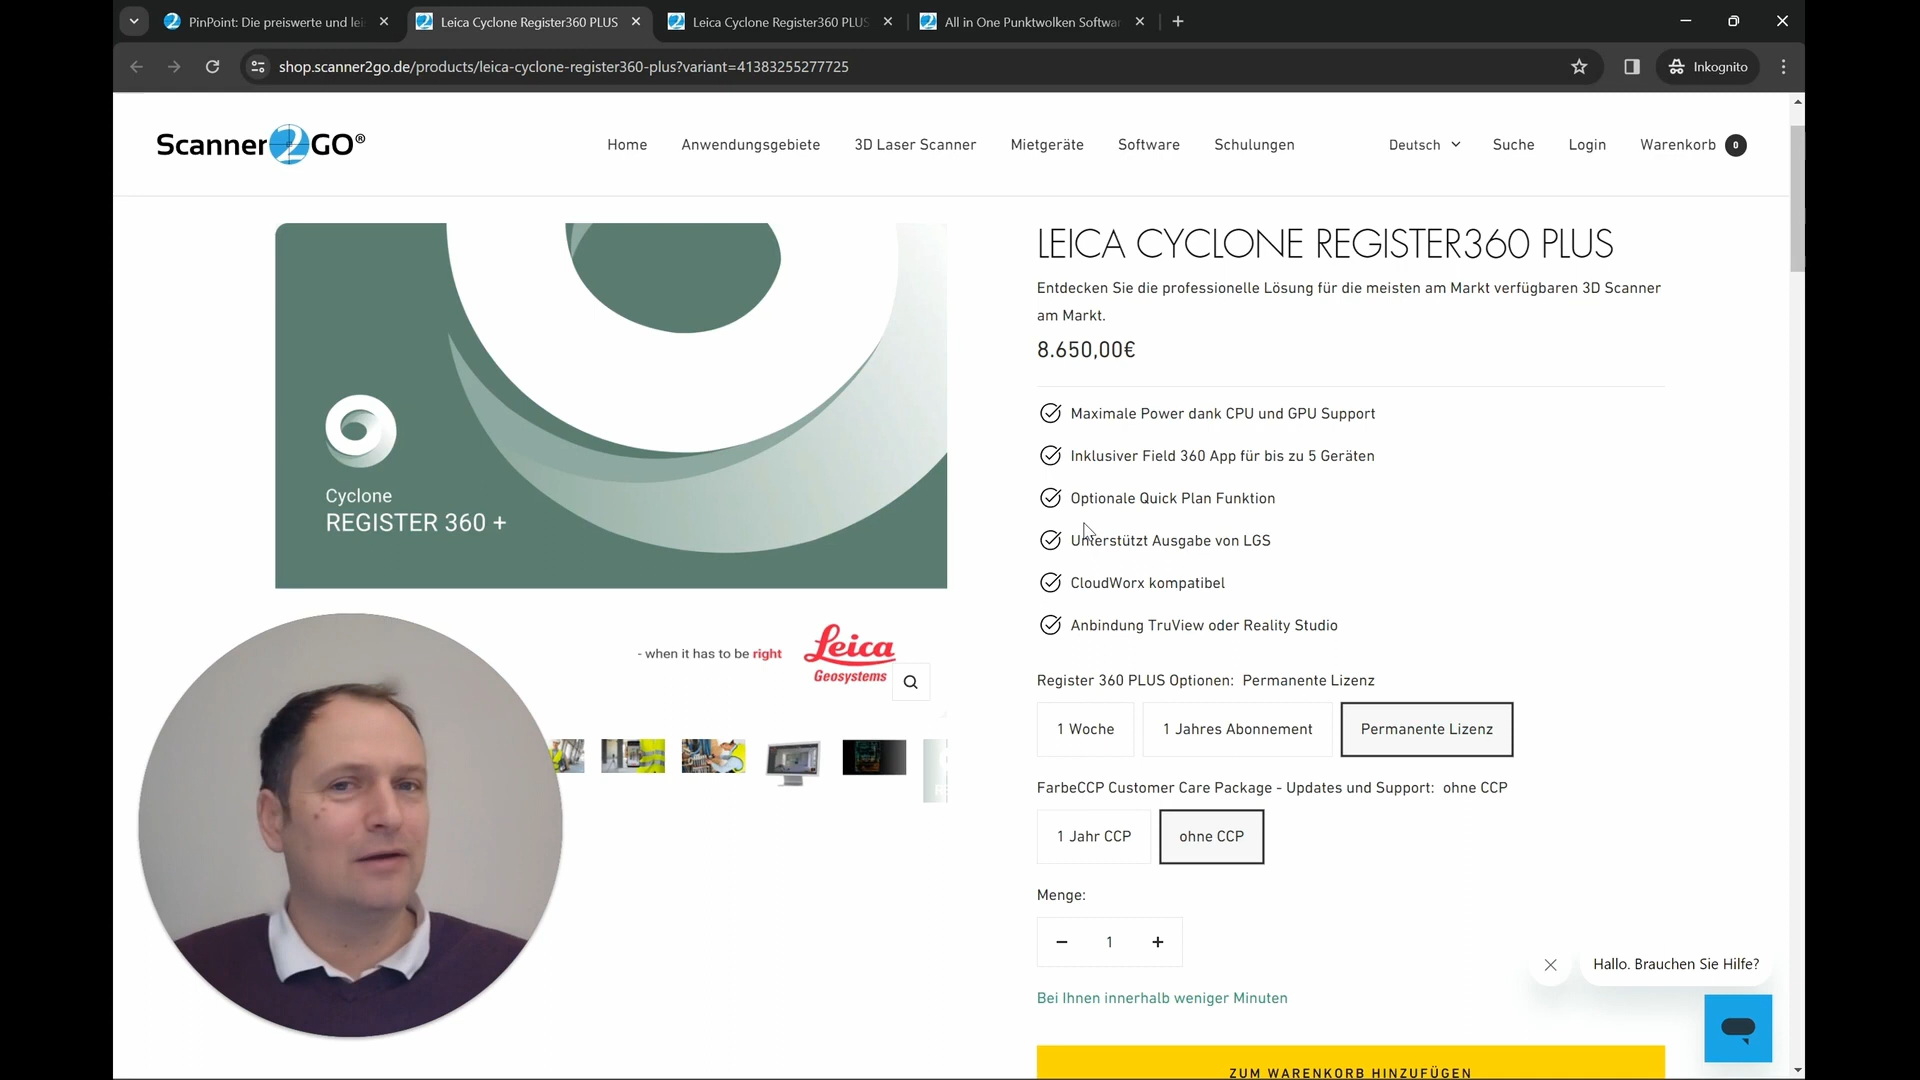 PinPoint: Die preiswerte und lei
Leica Cyclone Register360 PLUS
Leica Cyclone Register360 PLUS
All in One Punktwolken Softwar
shop.scanner2go.de/products/leica-cyclone-register360-plus?variant=41383255277725
Inkognito
Scanner2GO®
Home
Anwendungsgebiete
3D Laser Scanner
Mietgeräte
Software
Schulungen
Deutsch
Suche
Login
Warenkorb 0
Cyclone
REGISTER 360 +
- when it has to be right
Leica
Geosystems
LEICA CYCLONE REGISTER360 PLUS
Entdecken Sie die professionelle Lösung für die meisten am Markt verfügbaren 3D Scanner
am Markt.
8.650,00€
Maximale Power dank CPU und GPU Support
Inklusiver Field 360 App für bis zu 5 Geräten
Optionale Quick Plan Funktion
Unterstützt Ausgabe von LGS
CloudWorx kompatibel
Anbindung TruView oder Reality Studio
Register 360 PLUS Optionen: Permanente Lizenz
1 Woche
1 Jahres Abonnement
Permanente Lizenz
FarbeCCP Customer Care Package - Updates und Support: ohne CCP
1 Jahr CCP
ohne CCP
Menge:
− 1 +
Bei Ihnen innerhalb weniger Minuten
Hallo. Brauchen Sie Hilfe?
ZUM WARENKORB HINZUFÜGEN